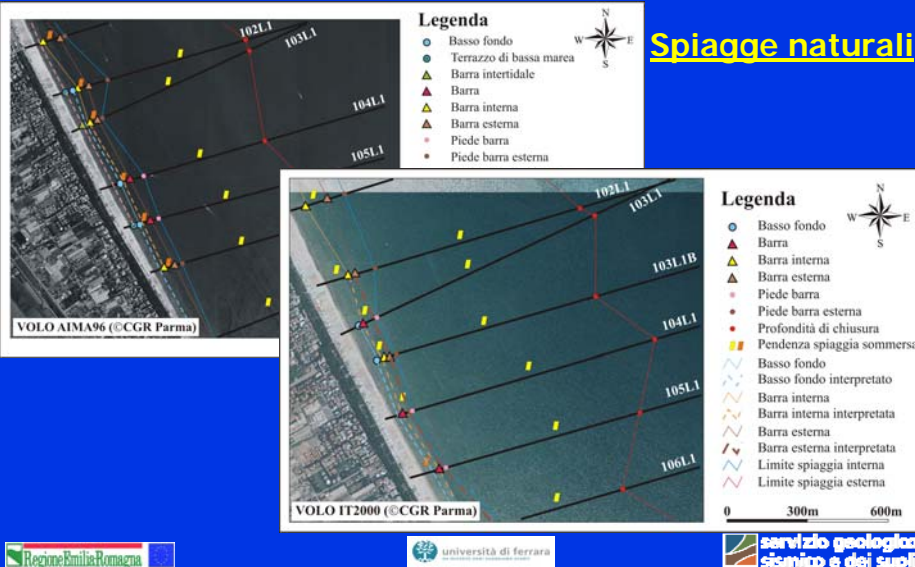 Spiagge naturali
Legenda
Basso fondo
Terrazzo di bassa marea
Barra intertidale
Barra
Barra interna
Barra esterna
Piede barra
Piede barra esterna
N
W E
S
102L1
103L1
104L1
105L1
VOLO AIMA96 (©CGR Parma)
102L1
103L1
103L1B
104L1
105L1
106L1
VOLO IT2000 (©CGR Parma)
Legenda
Basso fondo
Barra
Barra interna
Barra esterna
Piede barra
Piede barra esterna
Profondità di chiusura
Pendenza spiaggia sommersa
Basso fondo
Basso fondo interpretato
Barra interna
Barra interna interpretata
Barra esterna
Barra esterna interpretata
Limite spiaggia interna
Limite spiaggia esterna
N
W E
S
0 300m 600m
RegioneEmiliaRomagna
università di ferrara
servizio geologico
sismico e dei suoli